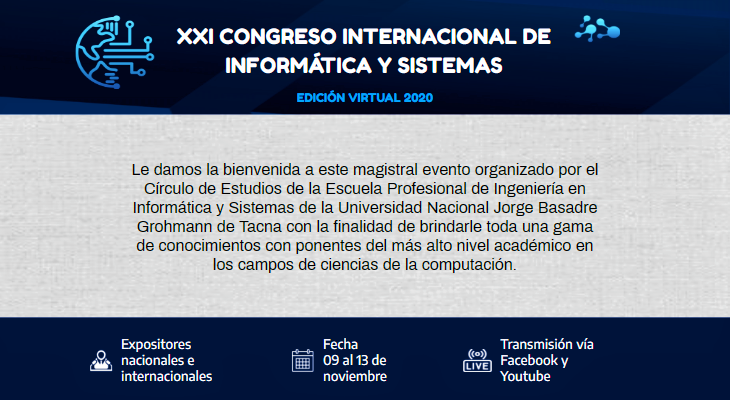 XXI CONGRESO INTERNACIONAL DE
INFORMÁTICA Y SISTEMAS
EDICIÓN VIRTUAL 2020
Le damos la bienvenida a este magistral evento organizado por el
Círculo de Estudios de la Escuela Profesional de Ingeniería en
Informática y Sistemas de la Universidad Nacional Jorge Basadre
Grohmann de Tacna con la finalidad de brindarle toda una gama
de conocimientos con ponentes del más alto nivel académico en
los campos de ciencias de la computación.
Expositores
nacionales e
internacionales
Fecha
09 al 13 de
noviembre
LIVE
Transmisión vía
Facebook y
Youtube